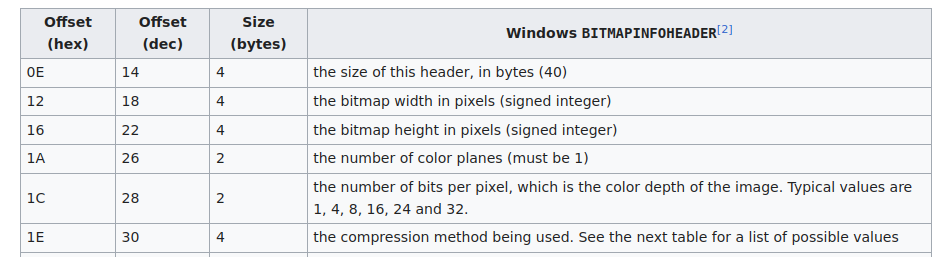 Offset (hex) Offset (dec) Size (bytes) Windows BITMAPINFOHEADER[2]
0E 14 4 the size of this header, in bytes (40)
12 18 4 the bitmap width in pixels (signed integer)
16 22 4 the bitmap height in pixels (signed integer)
1A 26 2 the number of color planes (must be 1)
1C 28 2 the number of bits per pixel, which is the color depth of the image. Typical values are
1, 4, 8, 16, 24 and 32.
1E 30 4 the compression method being used. See the next table for a list of possible values